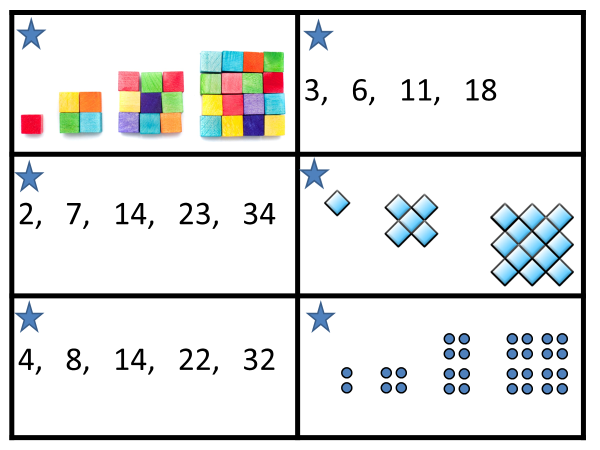 3, 6, 11, 18
2, 7, 14, 23, 34
4, 8, 14, 22, 32